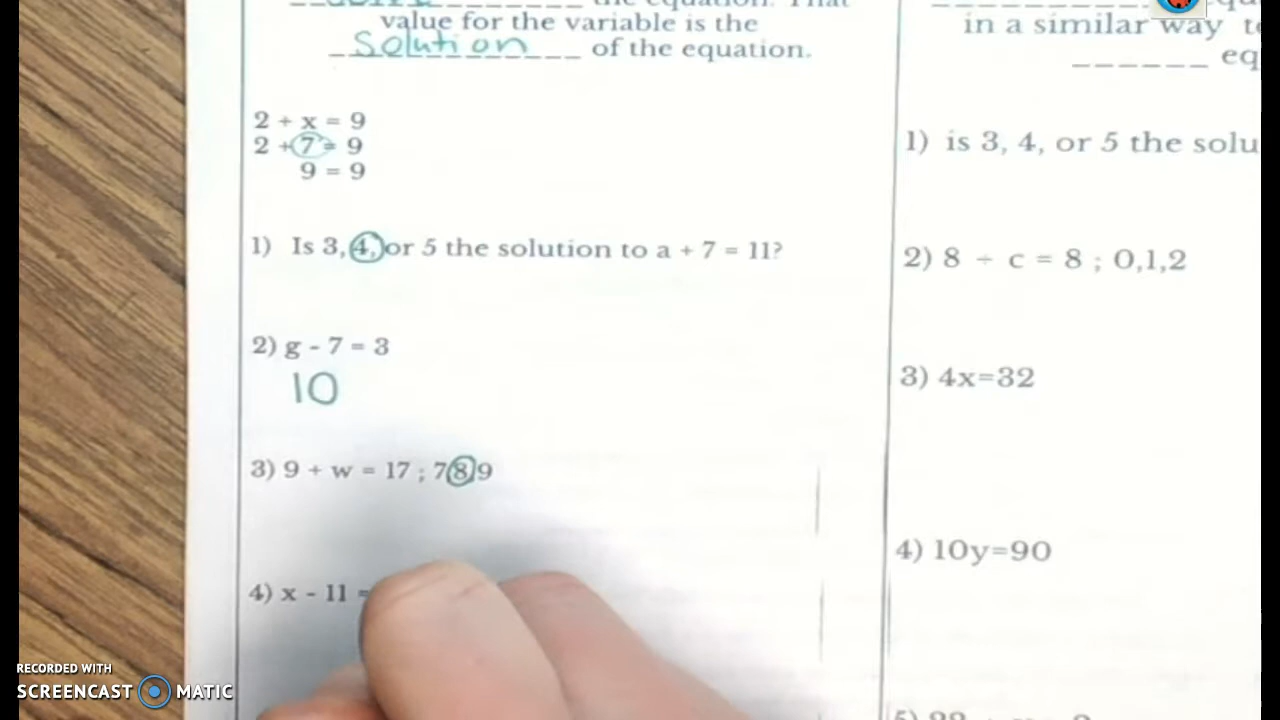 value for the variable is the
solution of the equation.
2 + x = 9
2 + 7 = 9
9 = 9
1) Is 3, 4, or 5 the solution to a + 7 = 11?
2) g - 7 = 3
10
3) 9 + w = 17 ; 7 8, 9
4) x - 11 =
in a similar way
1) is 3, 4, or 5 the
2) 8 ÷ c = 8 ; 0,1,2
3) 4x=32
4) 10y=90
RECORDED WITH
SCREENCAST MATIC